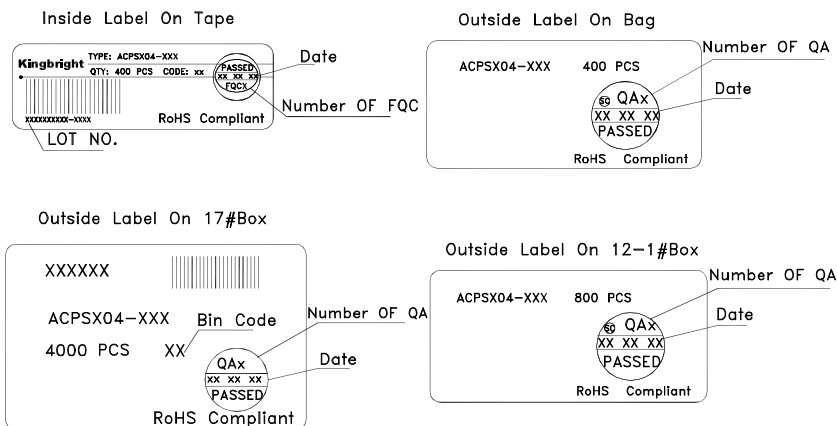 Inside Label On Tape
Kingbright
TYPE: ACPSX04-XXX
QTY: 400 PCS CODE: xx
PASSED
XX XX XX
FQCX
Date
Number OF FQC
XXXXXXXXXX-XXXX
RoHS Compliant
LOT NO.
Outside Label On Bag
ACPSX04-XXX 400 PCS
Number OF QA
SC QAx
Date
XX XX XX
PASSED
RoHS Compliant
Outside Label On 17#Box
XXXXXX
ACPSX04-XXX
Bin Code
Number OF QA
4000 PCS XX
QAx
Date
XX XX XX
PASSED
RoHS Compliant
Outside Label On 12-1#Box
Number OF QA
ACPSX04-XXX 800 PCS
SC QAx
Date
XX XX XX
PASSED
RoHS Compliant